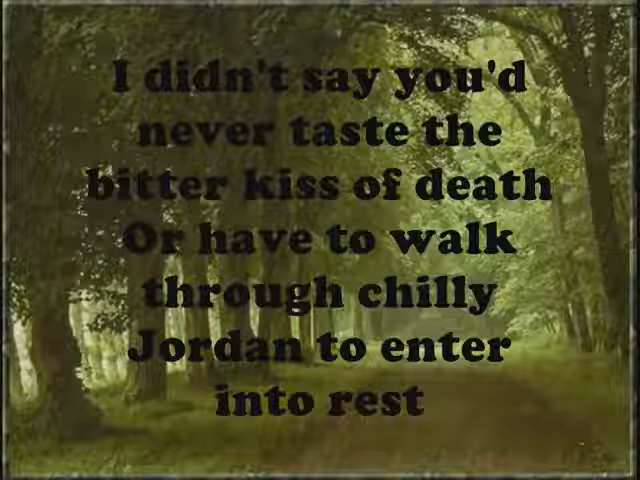 I didn't say you'd
never taste the
bitter kiss of death
Or have to walk
through chilly
Jordan to enter
into rest